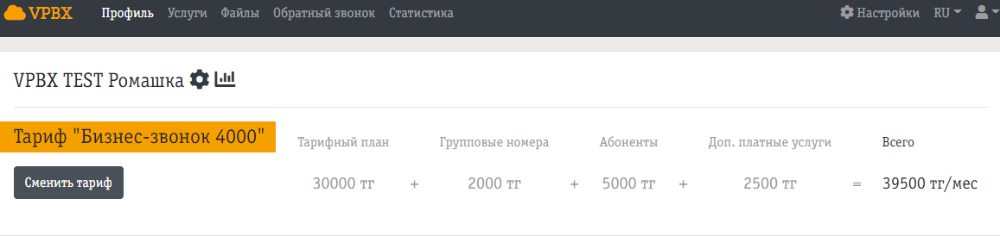 VPBX Профиль Услуги Файлы Обратный звонок Статистика Настройки RU
VPBX TEST Ромашка
Тариф "Бизнес-звонок 4000"
Тарифный план Групповые номера Абоненты Доп. платные услуги Всего
Сменить тариф 30000 тг + 2000 тг + 5000 тг + 2500 тг = 39500 тг/мес